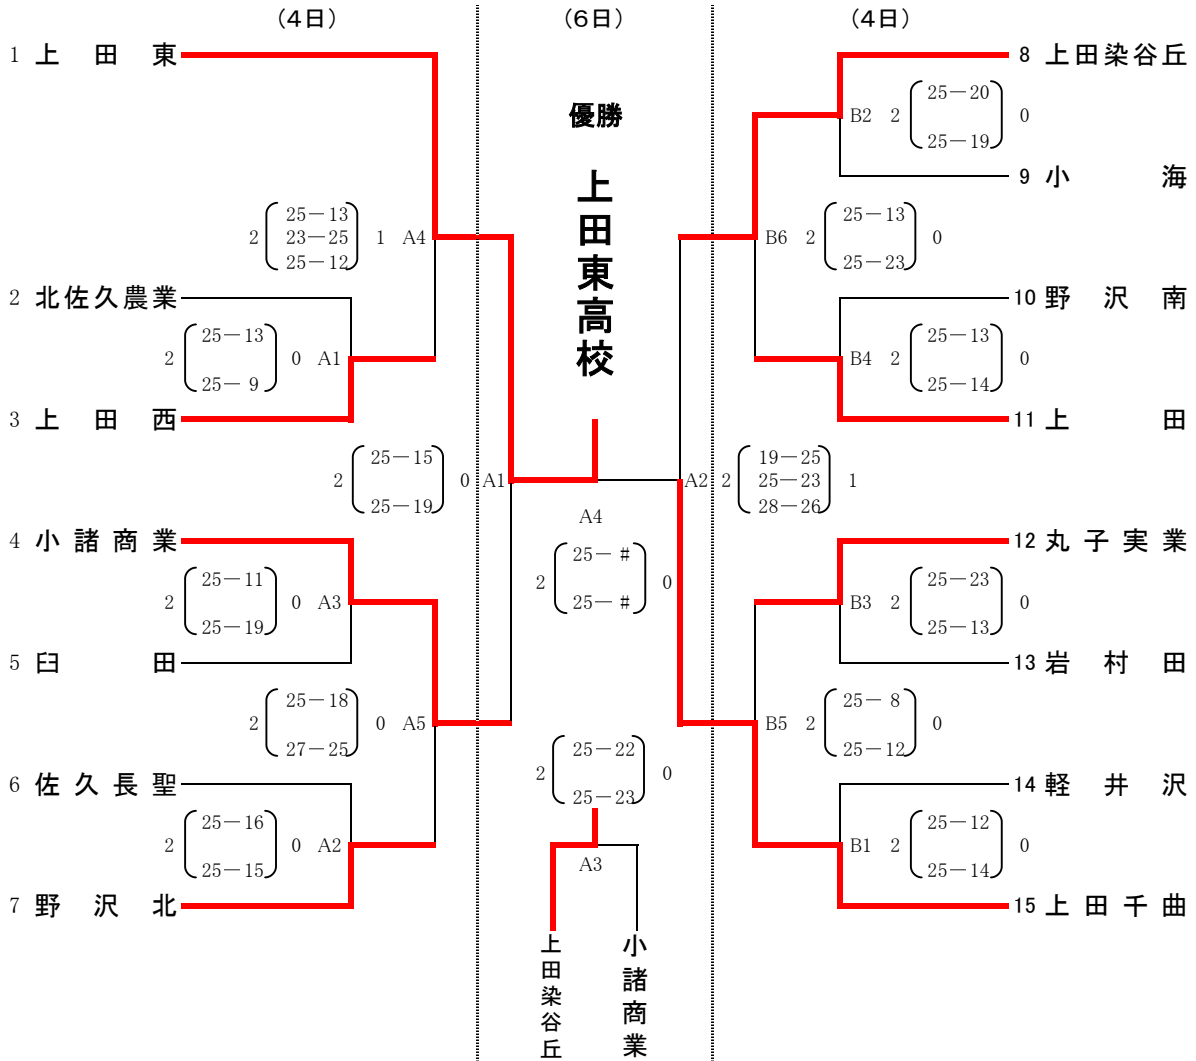 (4日) (6日) (4日)
1 上田東
8 上田染谷丘
25－20
B2 2 0
25－19
優勝
上田東高校
9 小海
25－13
2 23－25 1 A4
25－12
25－13
B6 2 0
25－23
2 北佐久農業
10 野沢南
25－13
2 0 A1
25－ 9
25－13
B4 2 0
25－14
3 上田西
11 上田
25－15
2 0 A1
25－19
19－25
A2 2 25－23 1
28－26
A4
25－ #
2 0
25－ #
4 小諸商業
12 丸子実業
25－11
2 0 A3
25－19
25－23
B3 2 0
25－13
5 臼田
13 岩村田
25－18
2 0 A5
27－25
25－ 8
B5 2 0
25－12
25－22
2 0
25－23
A3
6 佐久長聖
14 軽井沢
25－16
2 0 A2
25－15
25－12
B1 2 0
25－14
7 野沢北
15 上田千曲
上田染谷丘
小諸商業